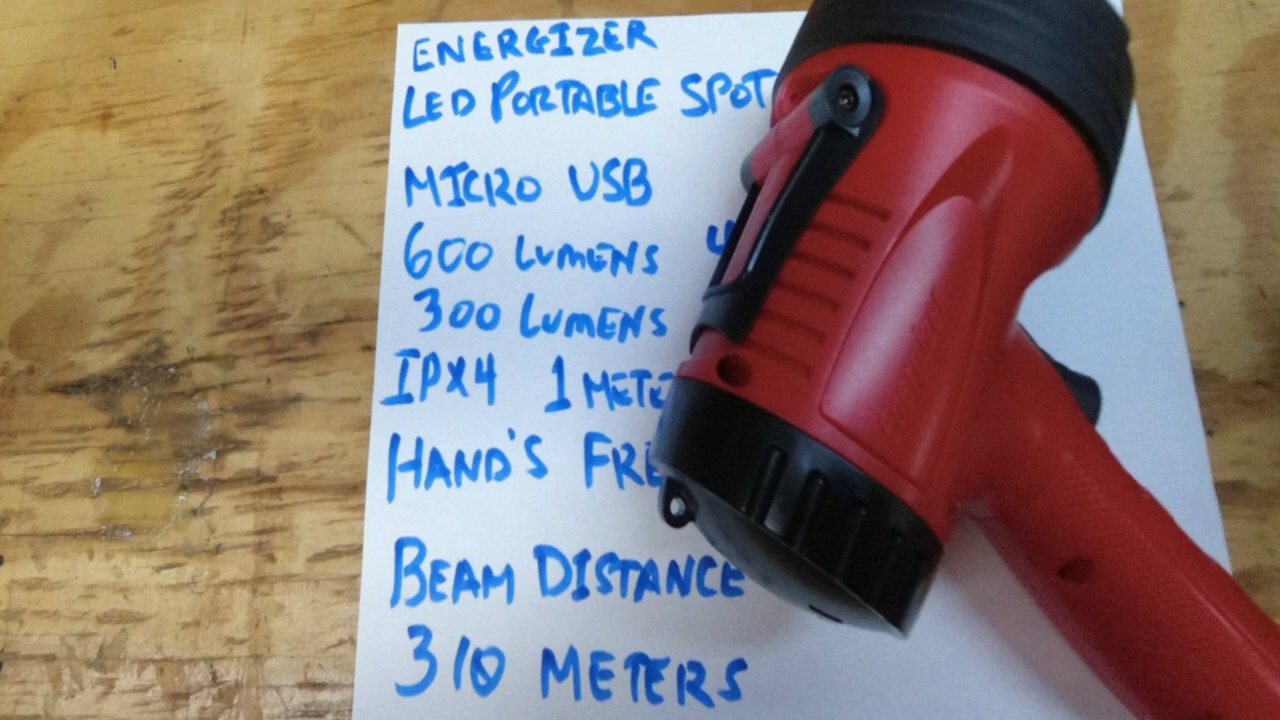 ENERGIZER
LED PORTABLE SPOT
MICRO USB
600 LUMENS 4
300 LUMENS
IPX4 1 METE
HAND'S FRE
BEAM DISTANCE
310 METERS